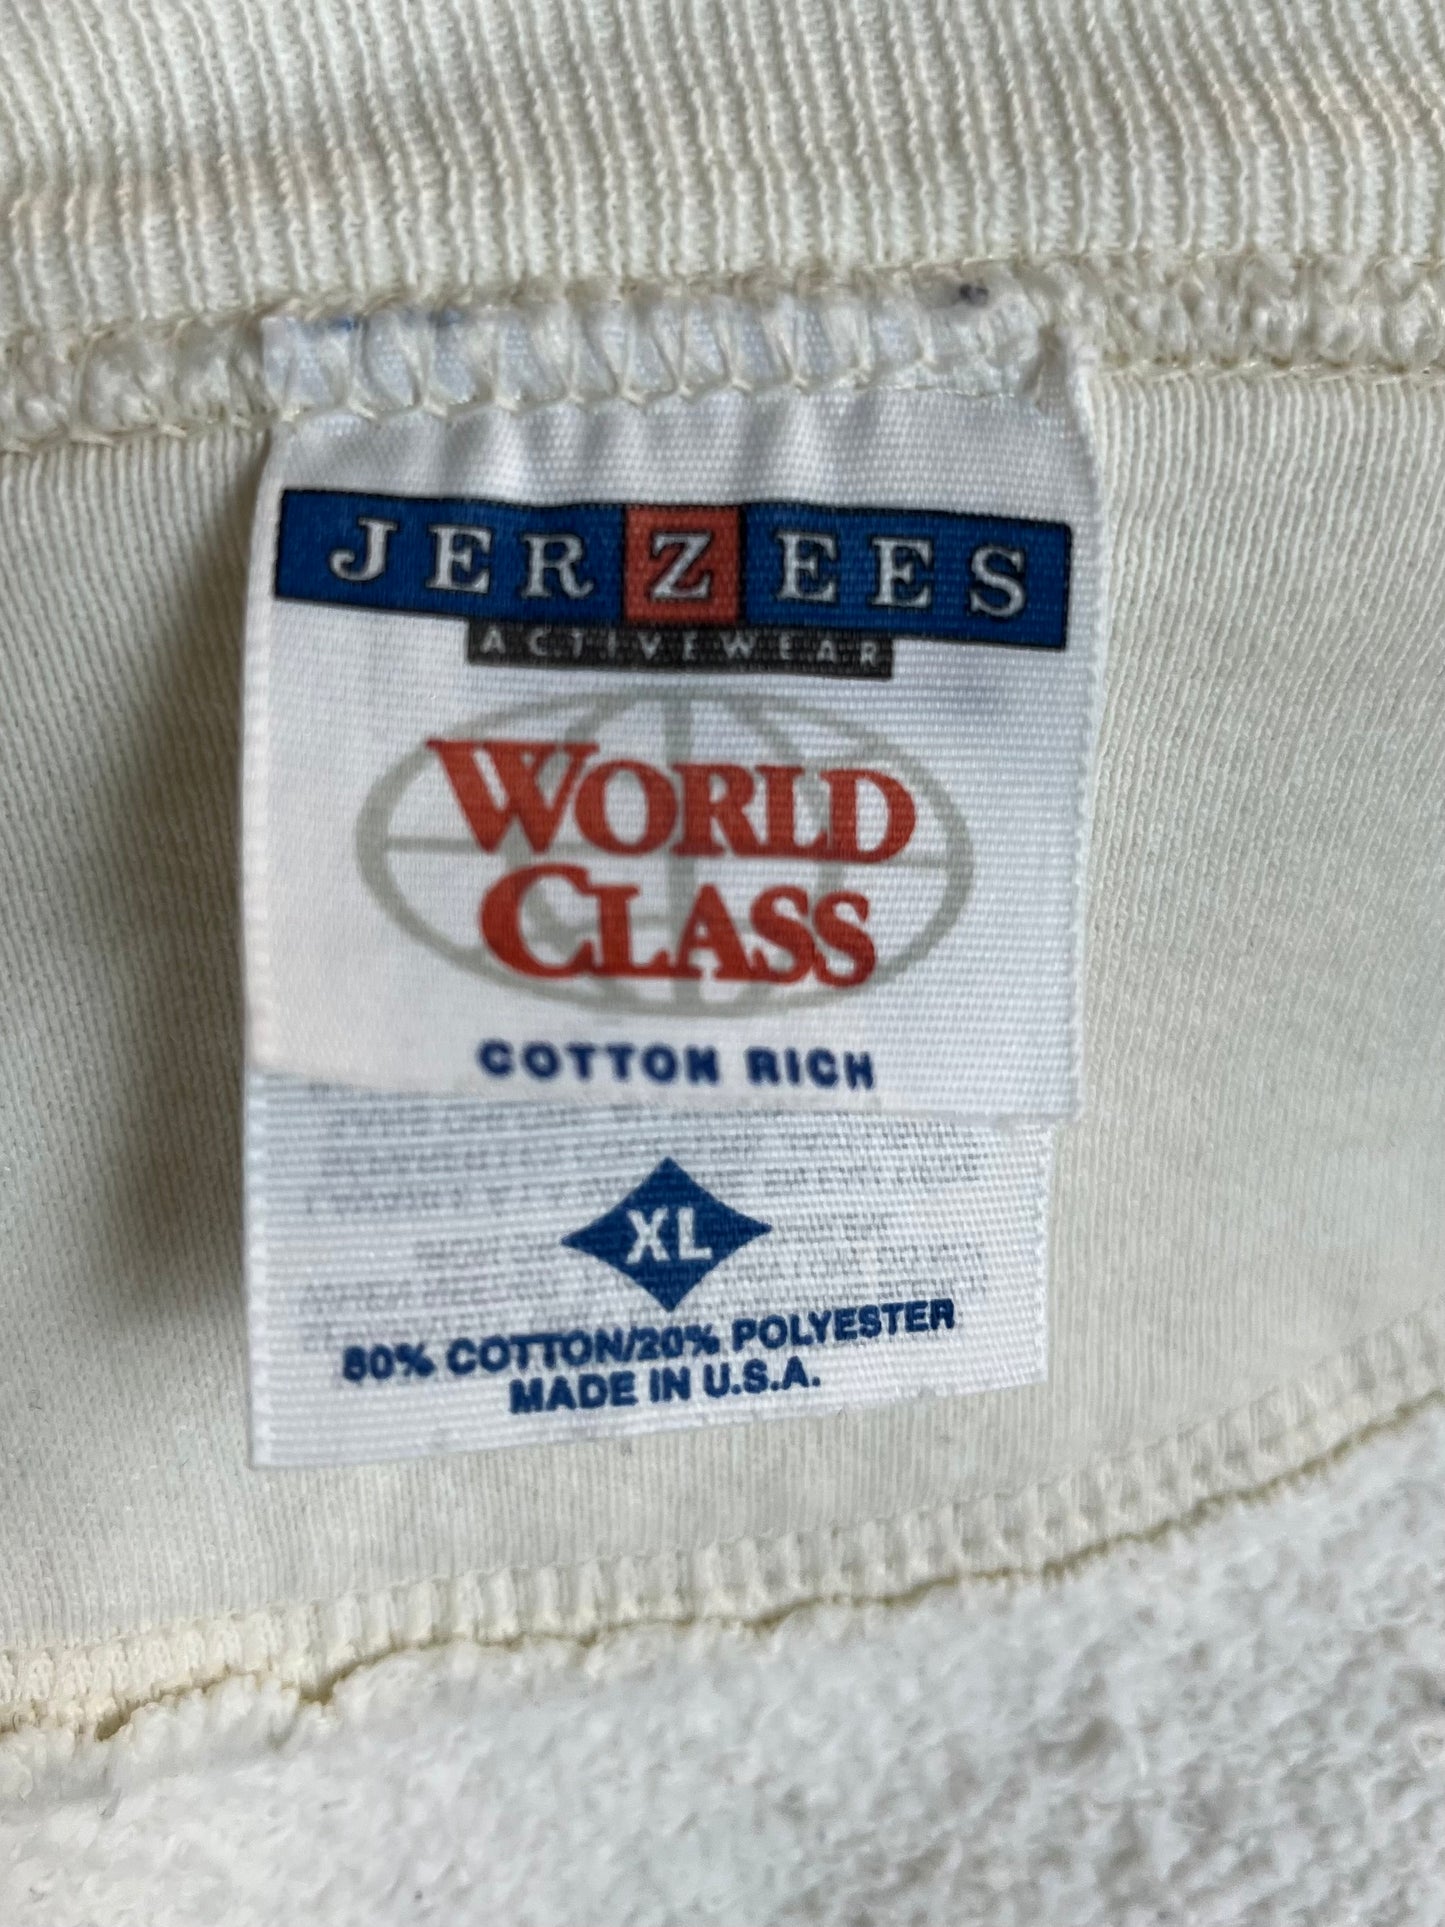 JERZEES
ACTIVEWEAR
WORLD
CLASS
COTTON RICH
XL
80% COTTON/20% POLYESTER
MADE IN U.S.A.